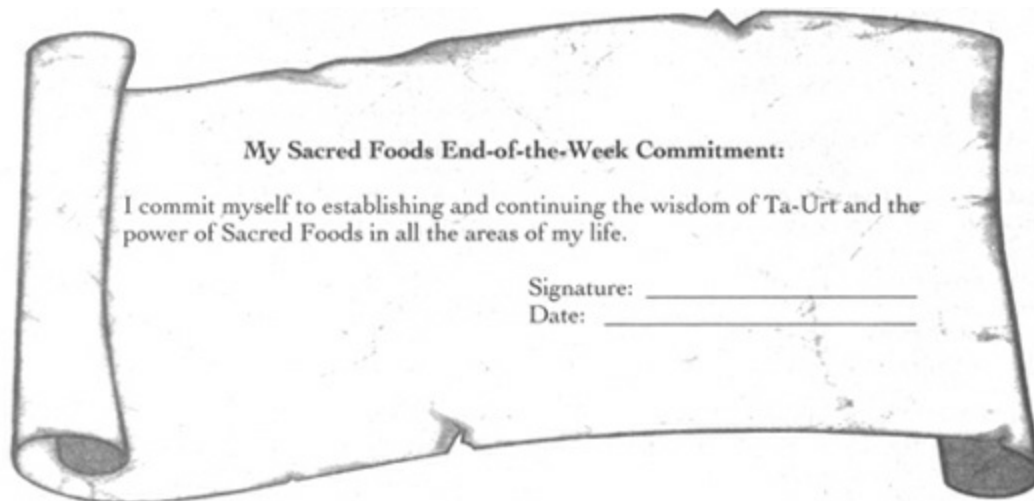 My Sacred Foods End-of-the-Week Commitment:
I commit myself to establishing and continuing the wisdom of Ta-Urt and the
power of Sacred Foods in all the areas of my life.
Signature:
Date: